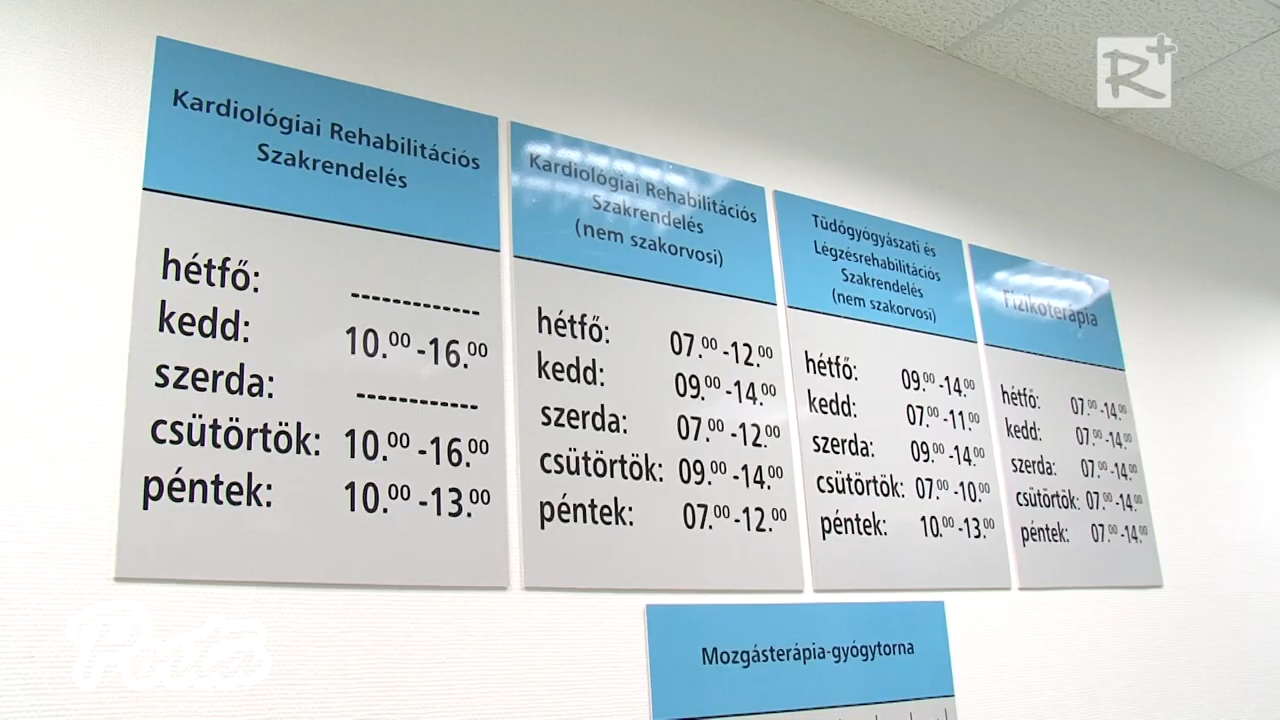 R+
Kardiológiai Rehabilitációs
Szakrendelés
hétfő: -------------
kedd: 10.00-16.00
szerda: -------------
csütörtök: 10.00-16.00
péntek: 10.00-13.00
Kardiológiai Rehabilitációs
Szakrendelés
(nem szakorvosi)
hétfő: 07.00-12.00
kedd: 09.00-14.00
szerda: 07.00-12.00
csütörtök: 09.00-14.00
péntek: 07.00-12.00
Tüdőgyógyászati és
Légzésrehabilitációs
Szakrendelés
(nem szakorvosi)
hétfő: 09.00-14.00
kedd: 07.00-11.00
szerda: 09.00-14.00
csütörtök: 07.00-10.00
péntek: 10.00-13.00
Fizikoterápia
hétfő: 07.00-14.00
kedd: 07.00-14.00
szerda: 07.00-14.00
csütörtök: 07.00-14.00
péntek: 07.00-14.00
Mozgásterápia-gyógytorna